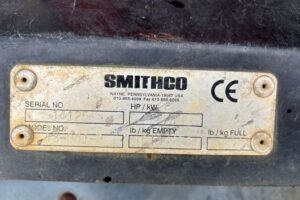 SMITHCO
WAYNE, PENNSYLVANIA 19087 USA
CE
SERIAL NO.
HP / kW
MODEL NO.
lb / kg EMPTY
lb / kg FULL